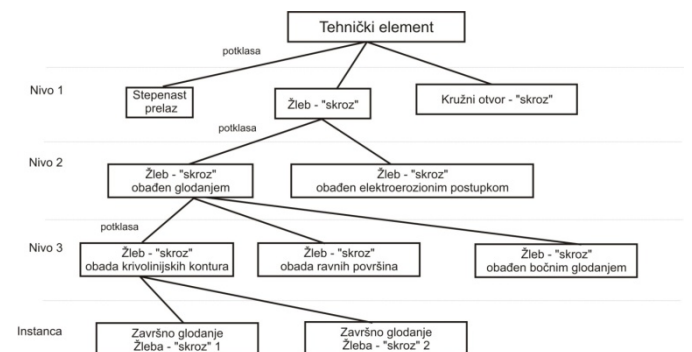 Tehnički element
potklasa
Nivo 1
Stepenast
prelaz
Žleb - "skroz"
Kružni otvor - "skroz"
potklasa
Nivo 2
Žleb - "skroz"
obađen glodanjem
Žleb - "skroz"
obađen elektroerozionim postupkom
potklasa
Nivo 3
Žleb - "skroz"
obada krivolinijskih kontura
Žleb - "skroz"
obada ravnih površina
Žleb - "skroz"
obađen bočnim glodanjem
Instanca
Završno glodanje
Žleba - "skroz" 1
Završno glodanje
Žleba - "skroz" 2